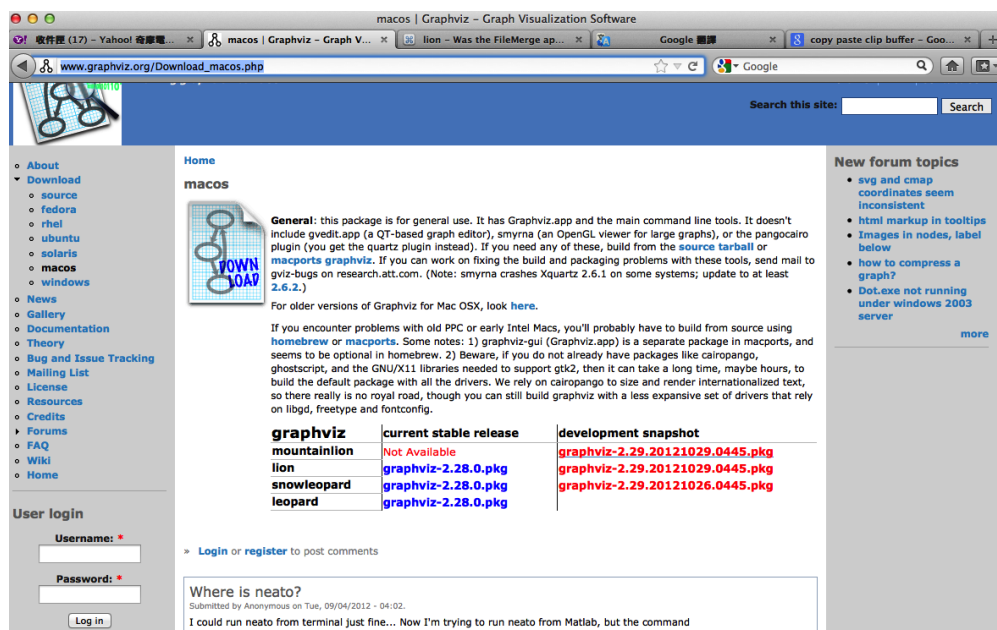 macos | Graphviz - Graph Visualization Software
收件匣 (17) - Yahoo! 奇摩電...
macos | Graphviz - Graph V...
lion - Was the FileMerge ap...
Google 翻譯
copy paste clip buffer - Goo...
www.graphviz.org/Download_macos.php
Google
Search this site:
Search
About
Download
source
fedora
rhel
ubuntu
solaris
macos
windows
News
Gallery
Documentation
Theory
Bug and Issue Tracking
Mailing List
License
Resources
Credits
Forums
FAQ
Wiki
Home
User login
Username: *
Password: *
Log in
Home
macos
DOWN
LOAD
General: this package is for general use. It has Graphviz.app and the main command line tools. It doesn't
include gvedit.app (a QT-based graph editor), smyrna (an OpenGL viewer for large graphs), or the pangocairo
plugin (you get the quartz plugin instead). If you need any of these, build from the source tarball or
macports graphviz. If you can work on fixing the build and packaging problems with these tools, send mail to
gviz-bugs on research.att.com. (Note: smyrna crashes Xquartz 2.6.1 on some systems; update to at least
2.6.2.)
For older versions of Graphviz for Mac OSX, look here.
If you encounter problems with old PPC or early Intel Macs, you'll probably have to build from source using
homebrew or macports. Some notes: 1) graphviz-gui (Graphviz.app) is a separate package in macports, and
seems to be optional in homebrew. 2) Beware, if you do not already have packages like cairopango,
ghostscript, and the GNU/X11 libraries needed to support gtk2, then it can take a long time, maybe hours, to
build the default package with all the drivers. We rely on cairopango to size and render internationalized text,
so there really is no royal road, though you can still build graphviz with a less expansive set of drivers that rely
on libgd, freetype and fontconfig.
graphviz current stable release development snapshot
mountainlion Not Available graphviz-2.29.20121029.0445.pkg
lion graphviz-2.28.0.pkg graphviz-2.29.20121029.0445.pkg
snowleopard graphviz-2.28.0.pkg graphviz-2.29.20121026.0445.pkg
leopard graphviz-2.28.0.pkg
» Login or register to post comments
Where is neato?
Submitted by Anonymous on Tue, 09/04/2012 - 04:02.
I could run neato from terminal just fine... Now I'm trying to run neato from Matlab, but the command
New forum topics
svg and cmap
coordinates seem
inconsistent
html markup in tooltips
Images in nodes, label
below
how to compress a
graph?
Dot.exe not running
under windows 2003
server
more